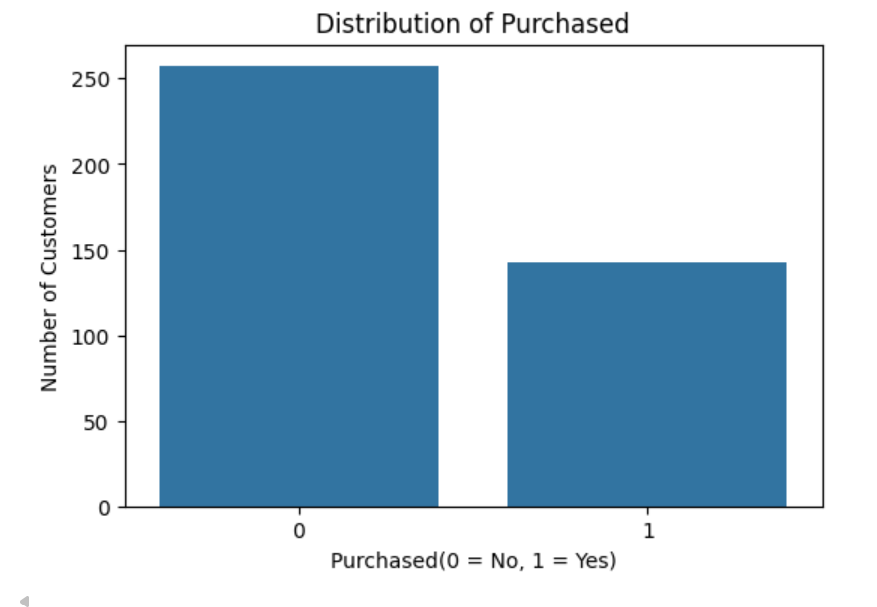 Distribution of Purchased
250
200
150
100
50
0
Number of Customers
0 1
Purchased(0 = No, 1 = Yes)